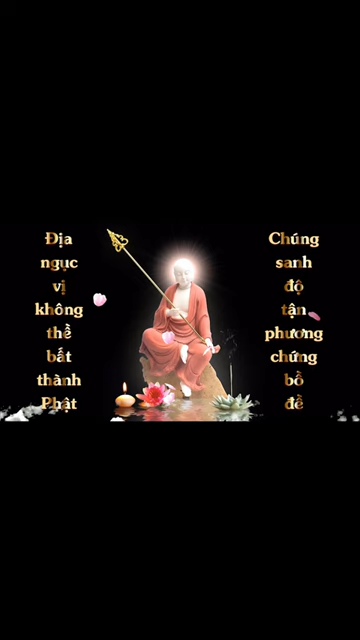 Địa
ngục
vị
không
thề
bất
thành
Phật
Chúng
sanh
độ
tận
phương
chứng
bồ
đề